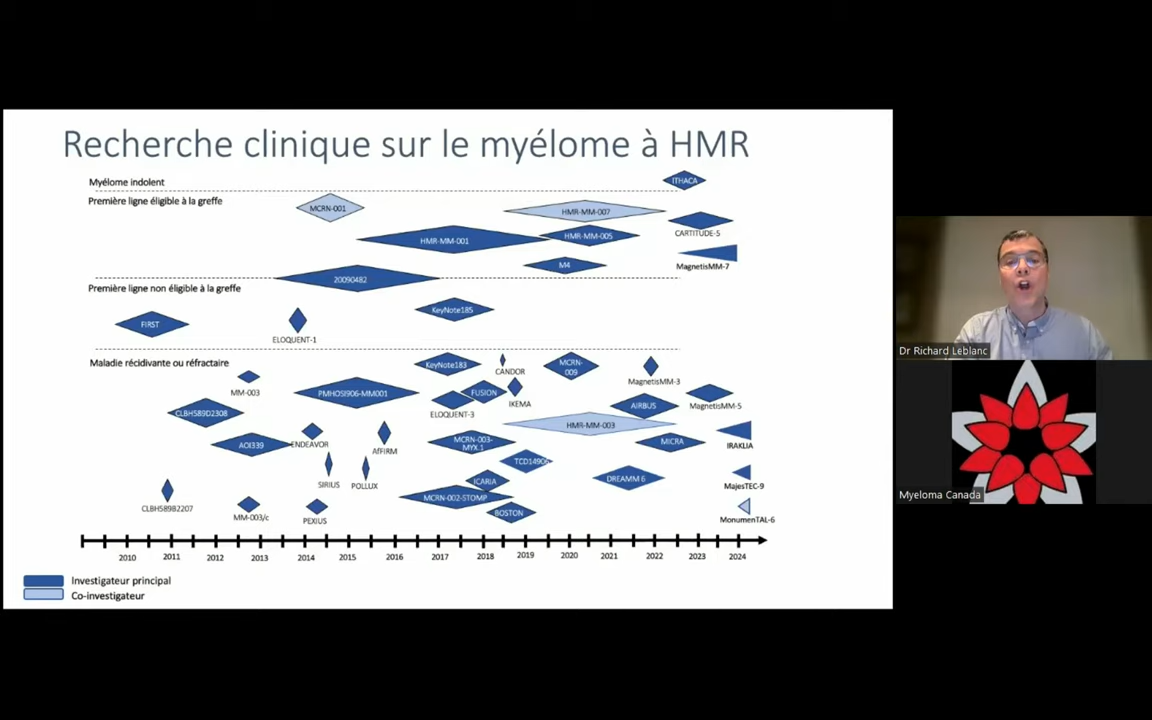 Recherche clinique sur le myélome à HMR
Myélome indolent
ITHACA
Première ligne éligible à la greffe
MCRN-001
HMR-MM-007
CARTITUDE-5
HMR-MM-001
HMR-MM-005
MagnetisMM-7
M4
20090482
Première ligne non éligible à la greffe
KeyNote185
FIRST
ELOQUENT-1
Maladie récidivante ou réfractaire
KeyNote183
CANDOR
MCRN-
009
MagnetisMM-3
MM-003
PMHOSI906-MM001
FUSION
IKEMA
ELOQUENT-3
AIRBUS
MagnetisMM-5
CLBH589D2308
HMR-MM-003
AOI339
ENDEAVOR
AfFIRM
MCRN-003-
MYX.1
MICRA
IRAKLIA
TCD14906
SIRIUS
POLLUX
ICARIA
DREAMM 6
MajesTEC-9
CLBH589B2207
MM-003/c
PEXIUS
MCRN-002-STOMP
BOSTON
MonumenTAL-6
2010 2011 2012 2013 2014 2015 2016 2017 2018 2019 2020 2021 2022 2023 2024
Investigateur principal
Co-investigateur
Dr Richard Leblanc
Myeloma Canada